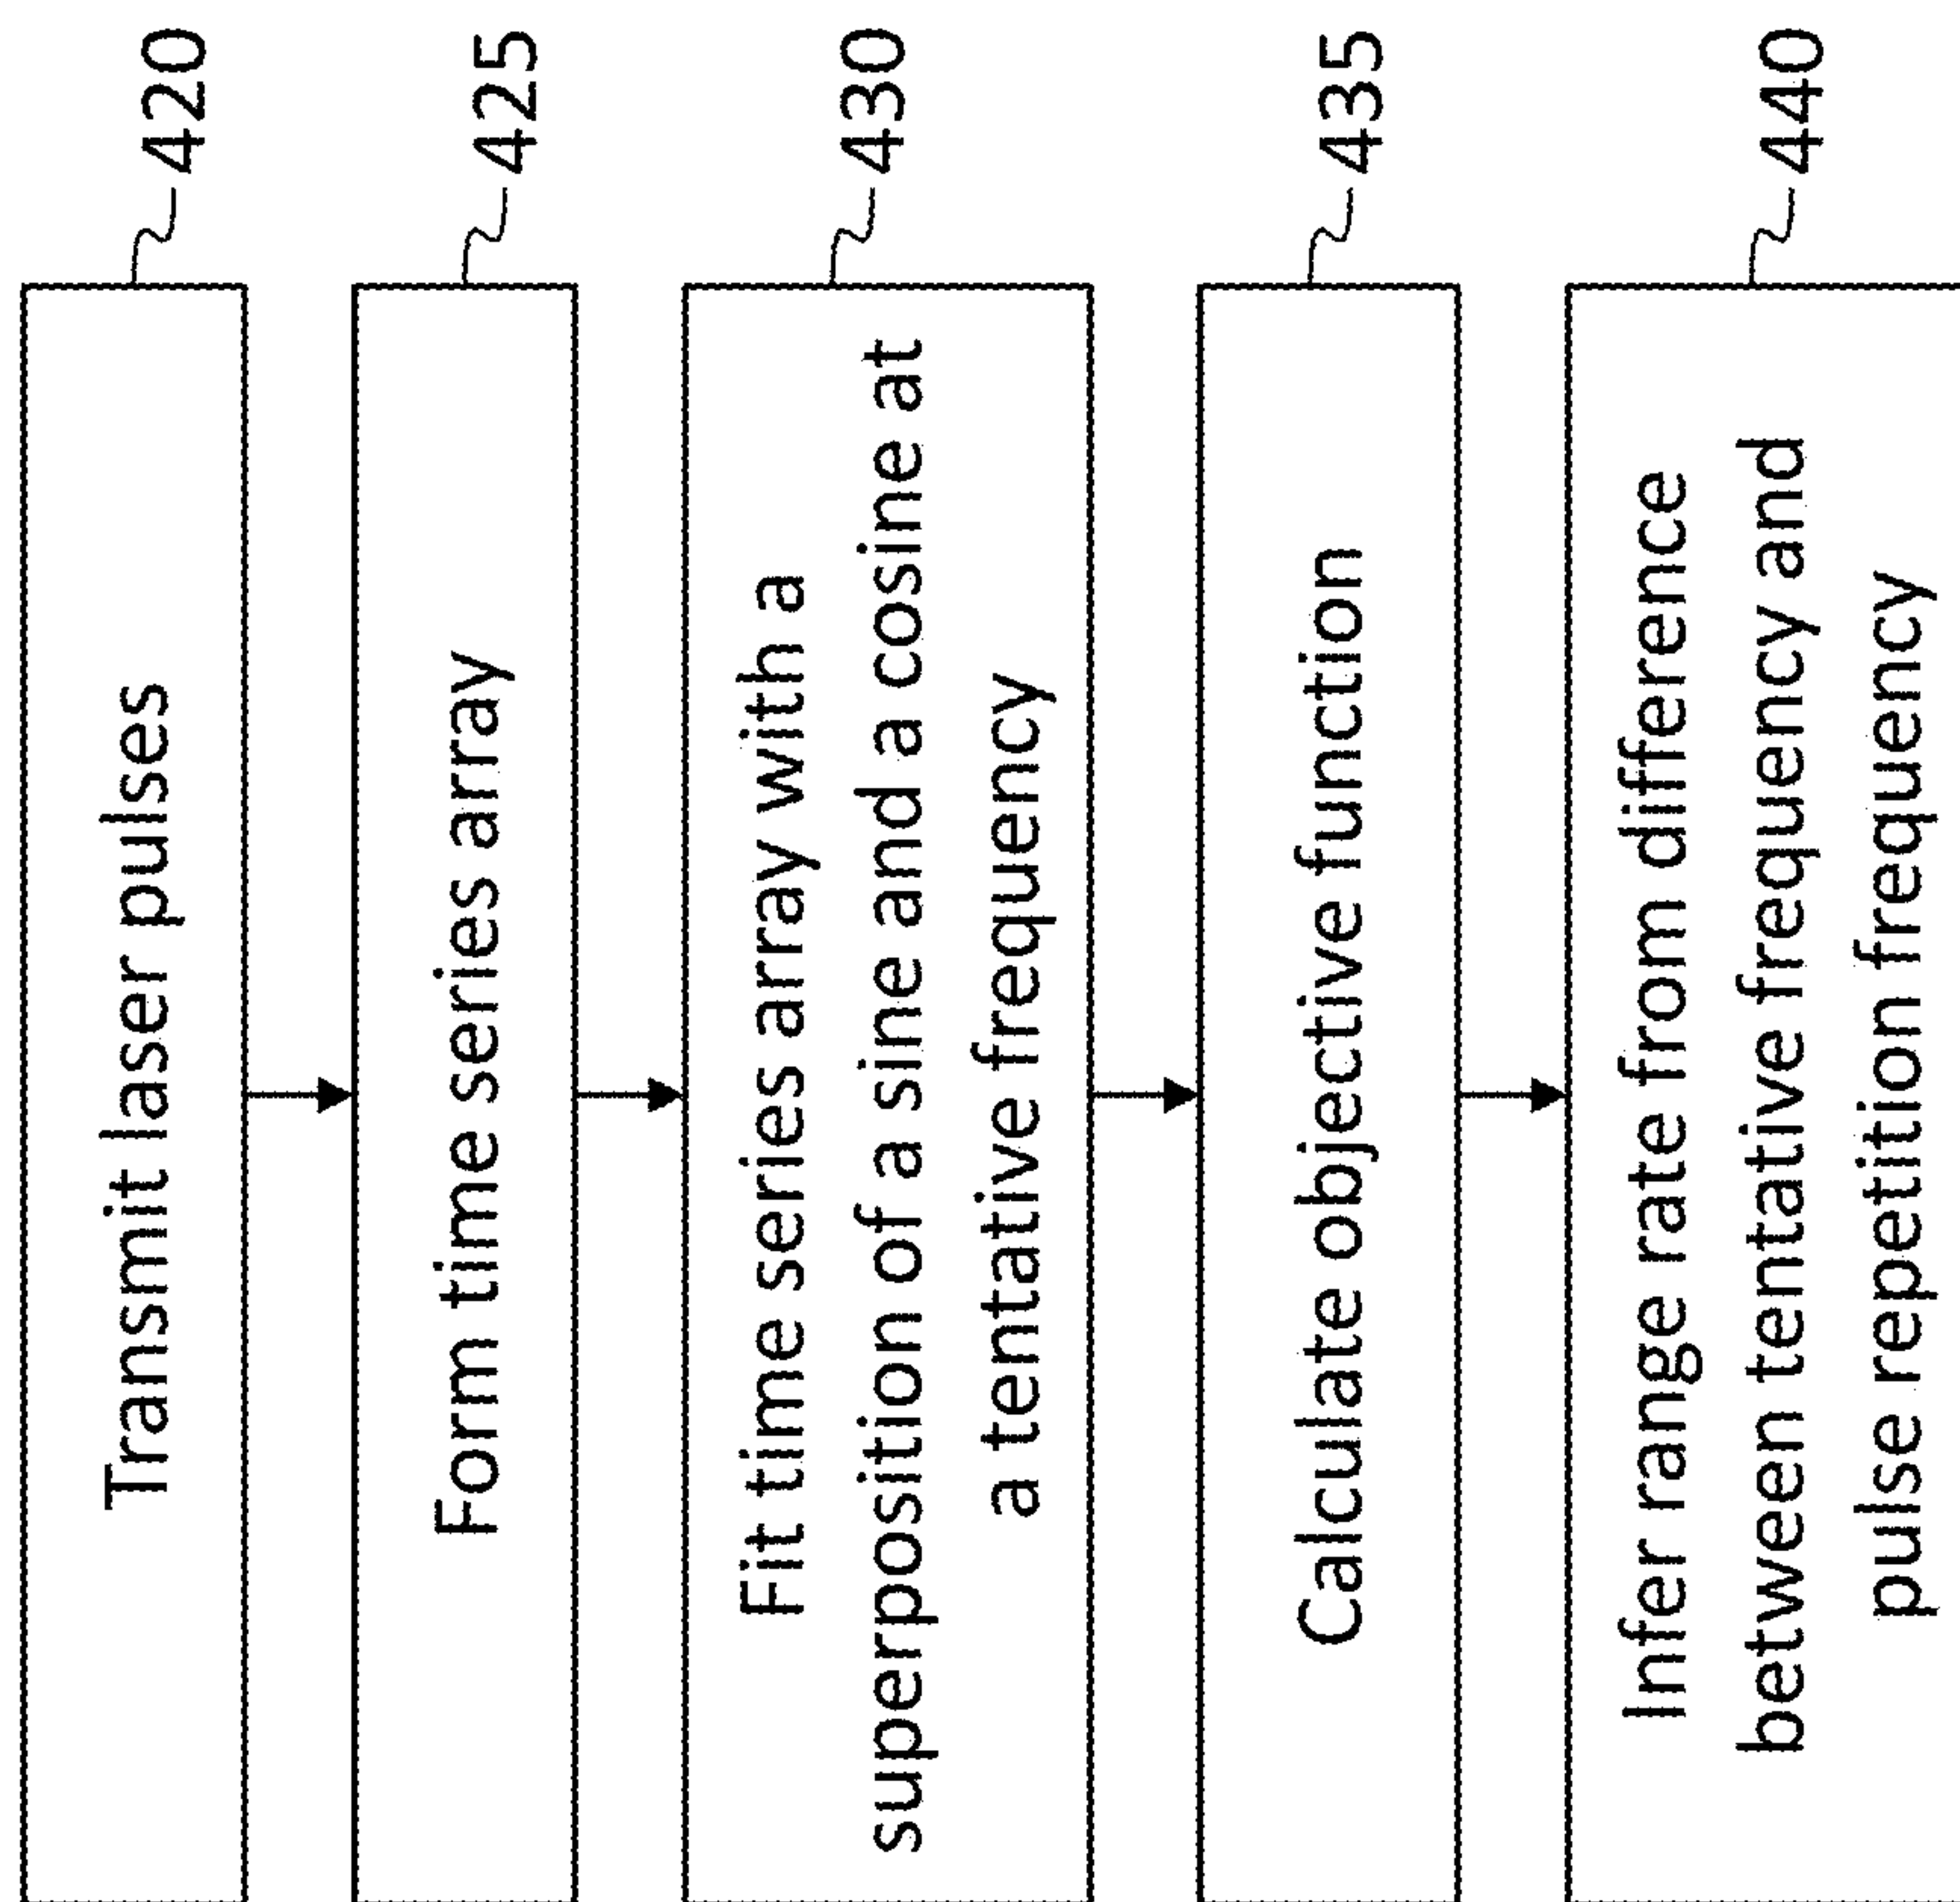 Transmit laser pulses
420
Form time series array
425
Fit time series array with a
superposition of a sine and a cosine at
a tentative frequency
430
Calculate objective function
435
Infer range rate from difference
between tentative frequency and
pulse repetition frequency
440